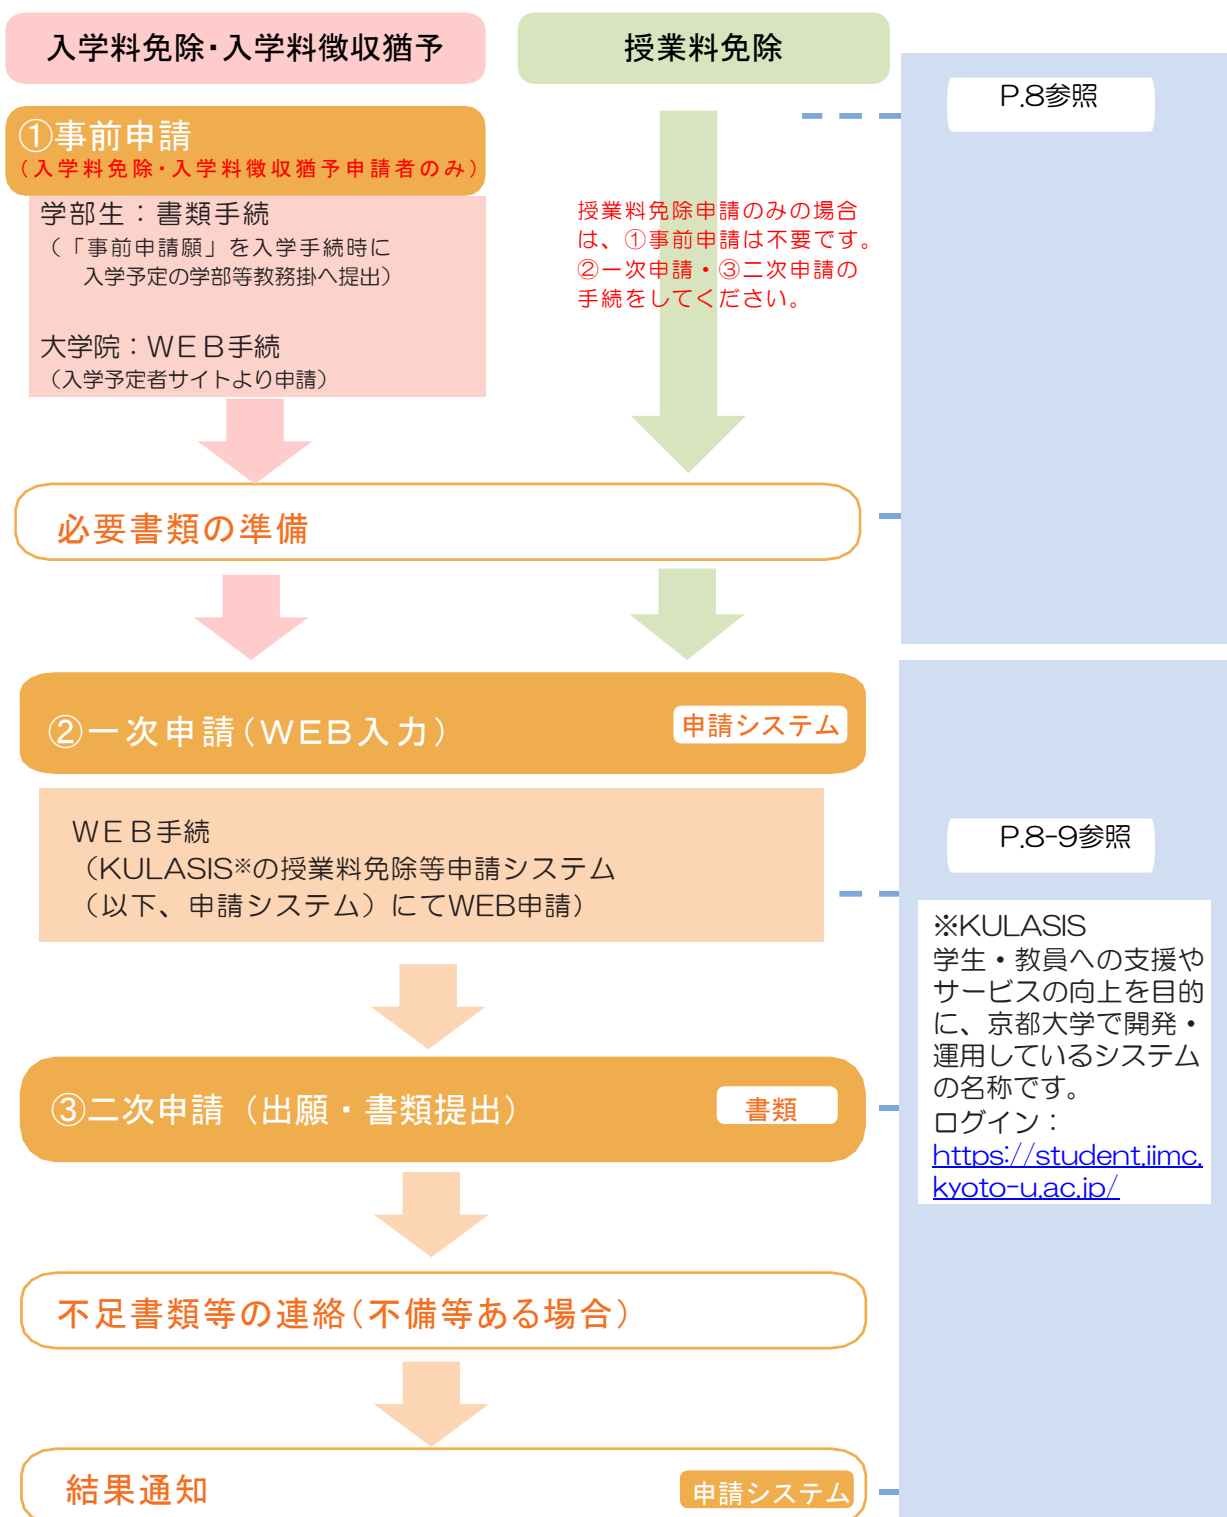 入学料免除・入学料徴収猶予
授業料免除
P.8参照
①事前申請
（入学料免除・入学料徴収猶予申請者のみ）
学部生：書類手続
（「事前申請願」を入学手続時に
入学予定の学部等教務掛へ提出）
大学院：ＷＥＢ手続
（入学予定者サイトより申請）
授業料免除申請のみの場合
は、①事前申請は不要です。
②一次申請・③二次申請の
手続をしてください。
必要書類の準備
②一次申請（ＷＥＢ入力）
申請システム
ＷＥＢ手続
（KULASIS※の授業料免除等申請システム
（以下、申請システム）にてWEB申請）
P.8-9参照
※KULASIS
学生・教員への支援や
サービスの向上を目的
に、京都大学で開発・
運用しているシステム
の名称です。
ログイン：
https://student.iimc.
kyoto-u.ac.jp/
③二次申請（出願・書類提出）
書類
不足書類等の連絡（不備等ある場合）
結果通知
申請システム